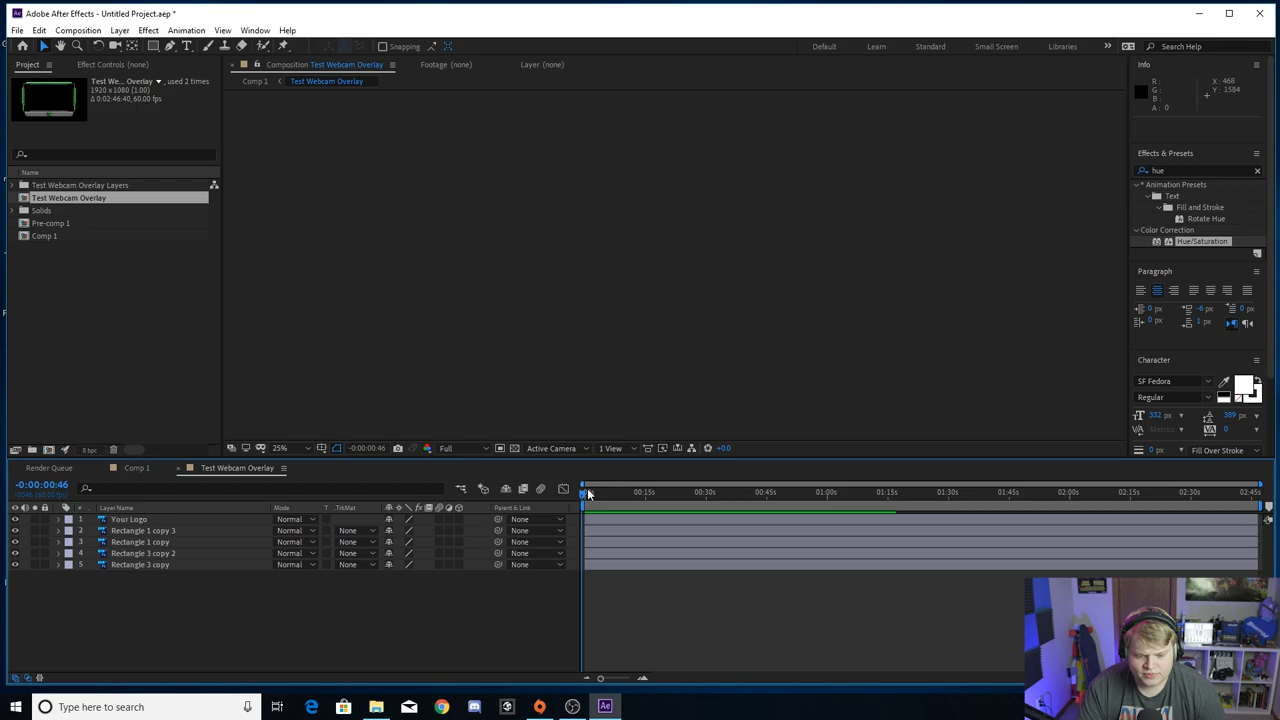 Adobe After Effects - Untitled Project.aep *
File Edit Composition Layer Effect Animation View Window Help
Snapping
Default Learn Standard Small Screen Libraries Search Help
Project Effect Controls (none) Composition Test Webcam Overlay Footage (none) Layer (none) Info
Comp 1 Test Webcam Overlay
Test We... Overlay , used 2 times
1920 x 1080 (1.00)
Δ 0:02:46:40, 60.00 fps
R :
G :
B :
A : 0
X : 468
Y : 1584
Effects & Presets
hue
Name
Test Webcam Overlay Layers
Test Webcam Overlay
Solids
Pre-comp 1
Comp 1
* Animation Presets
Text
Fill and Stroke
Rotate Hue
Color Correction
Hue/Saturation
Paragraph
0 px -6 px 0 px
0 px 1 px
Character
SF Fedora
Regular
332 px 389 px
Metrics 0
0 px Fill Over Stroke
8 bpc
25% -0:00:00:46 Full Active Camera 1 View +0.0
Render Queue Comp 1 Test Webcam Overlay
-0:00:00:46
-0046 (60.00 fps)
00:15s 00:30s 00:45s 01:00s 01:15s 01:30s 01:45s 02:00s 02:15s 02:30s 02:45s
# Layer Name Mode T .TrkMat Parent & Link
1 Your Logo Normal None
2 Rectangle 1 copy 3 Normal None None
3 Rectangle 1 copy Normal None None
4 Rectangle 3 copy 2 Normal None None
5 Rectangle 3 copy Normal None None
Type here to search
Ae